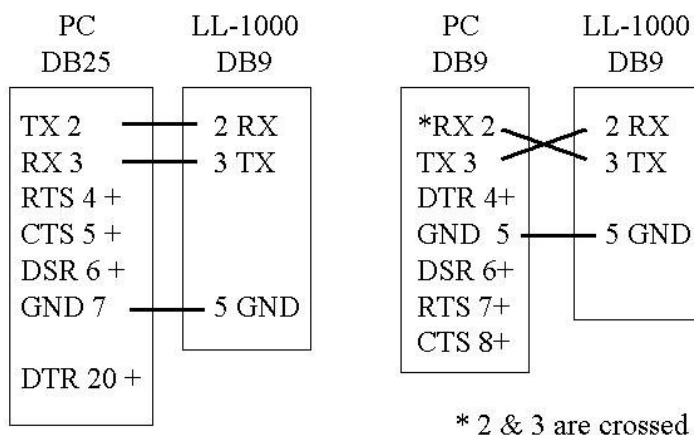 PC
DB25
LL-1000
DB9
TX 2
RX 3
RTS 4 +
CTS 5 +
DSR 6 +
GND 7
DTR 20 +
2 RX
3 TX
5 GND
PC
DB9
LL-1000
DB9
*RX 2
TX 3
DTR 4+
GND 5
DSR 6+
RTS 7+
CTS 8+
2 RX
3 TX
5 GND
* 2 & 3 are crossed